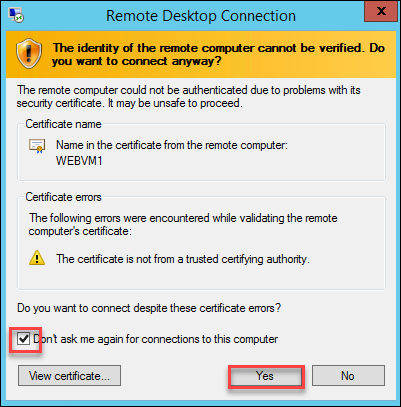 Remote Desktop Connection
The identity of the remote computer cannot be verified. Do
you want to connect anyway?
The remote computer could not be authenticated due to problems with its
security certificate. It may be unsafe to proceed.
Certificate name
Name in the certificate from the remote computer:
WEBVM1
Certificate errors
The following errors were encountered while validating the remote
computer's certificate:
The certificate is not from a trusted certifying authority.
Do you want to connect despite these certificate errors?
Don't ask me again for connections to this computer
View certificate...
Yes
No